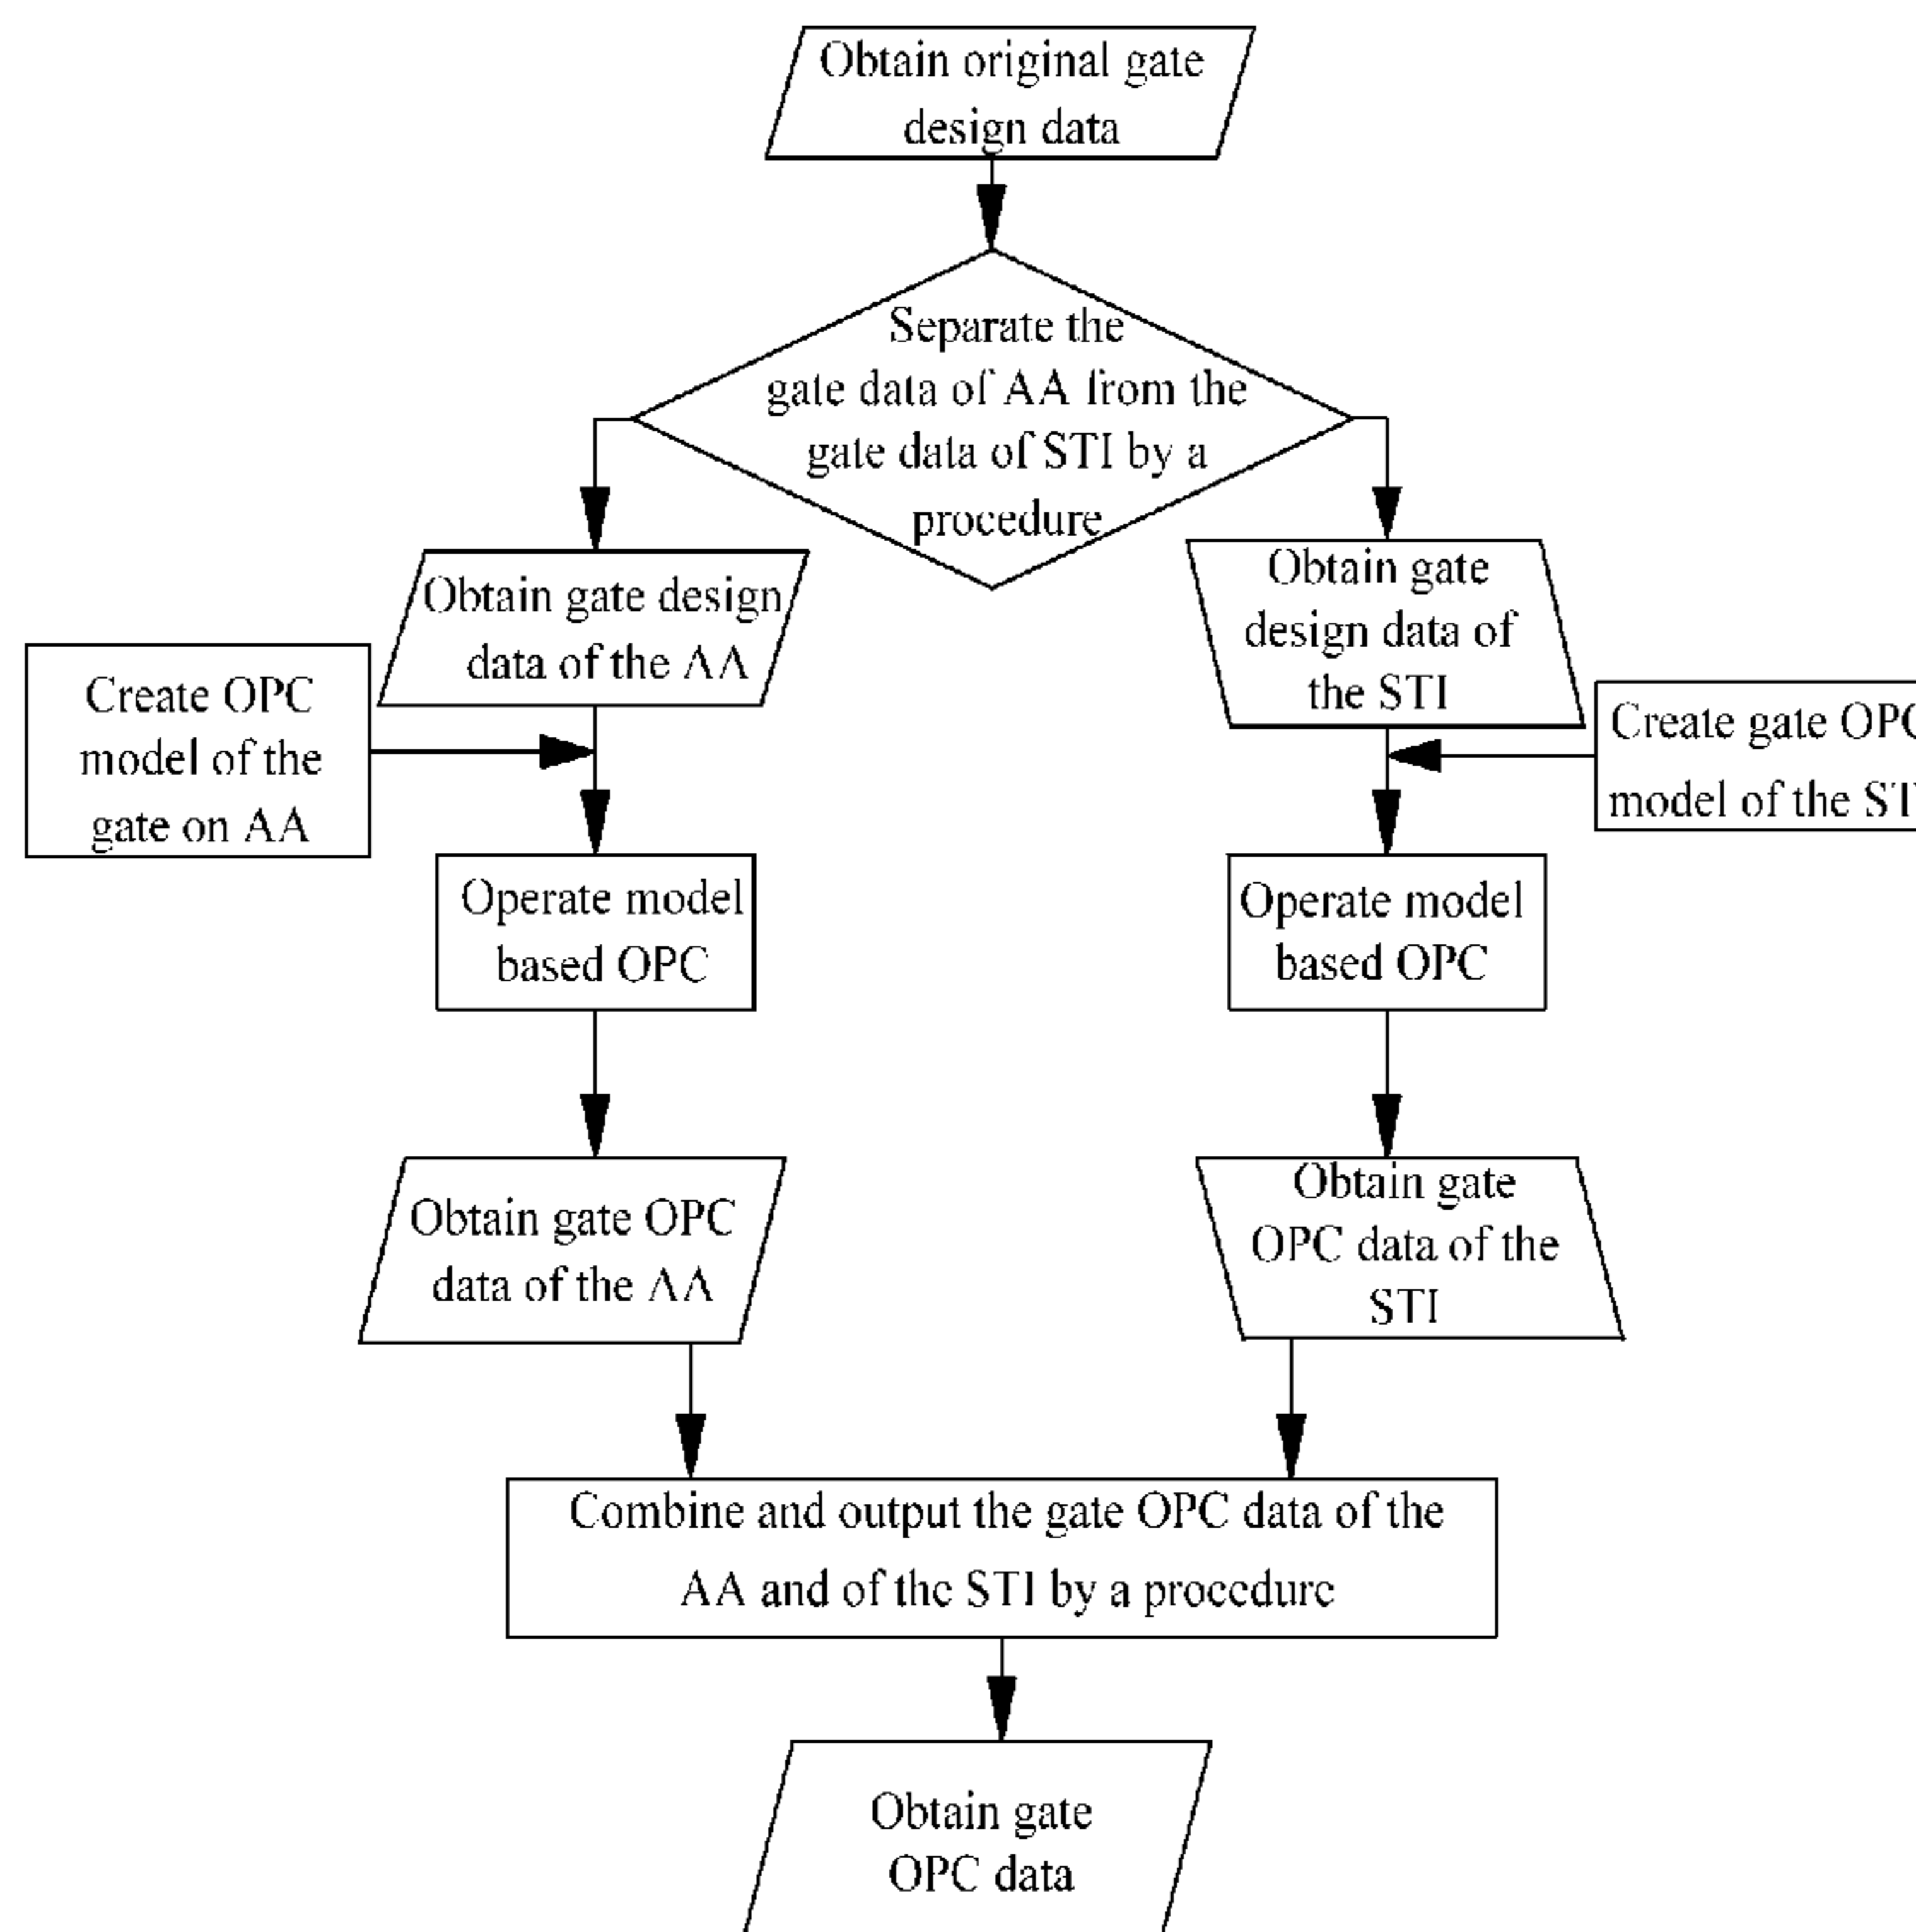 Obtain original gate
design data
Separate the
gate data of AA from the
gate data of STI by a
procedure
Obtain gate design
data of the AA
Obtain gate
design data of
the STI
Create OPC
model of the
gate on AA
Create gate OPC
model of the STI
Operate model
based OPC
Operate model
based OPC
Obtain gate OPC
data of the AA
Obtain gate
OPC data of the
STI
Combine and output the gate OPC data of the
AA and of the STI by a procedure
Obtain gate
OPC data